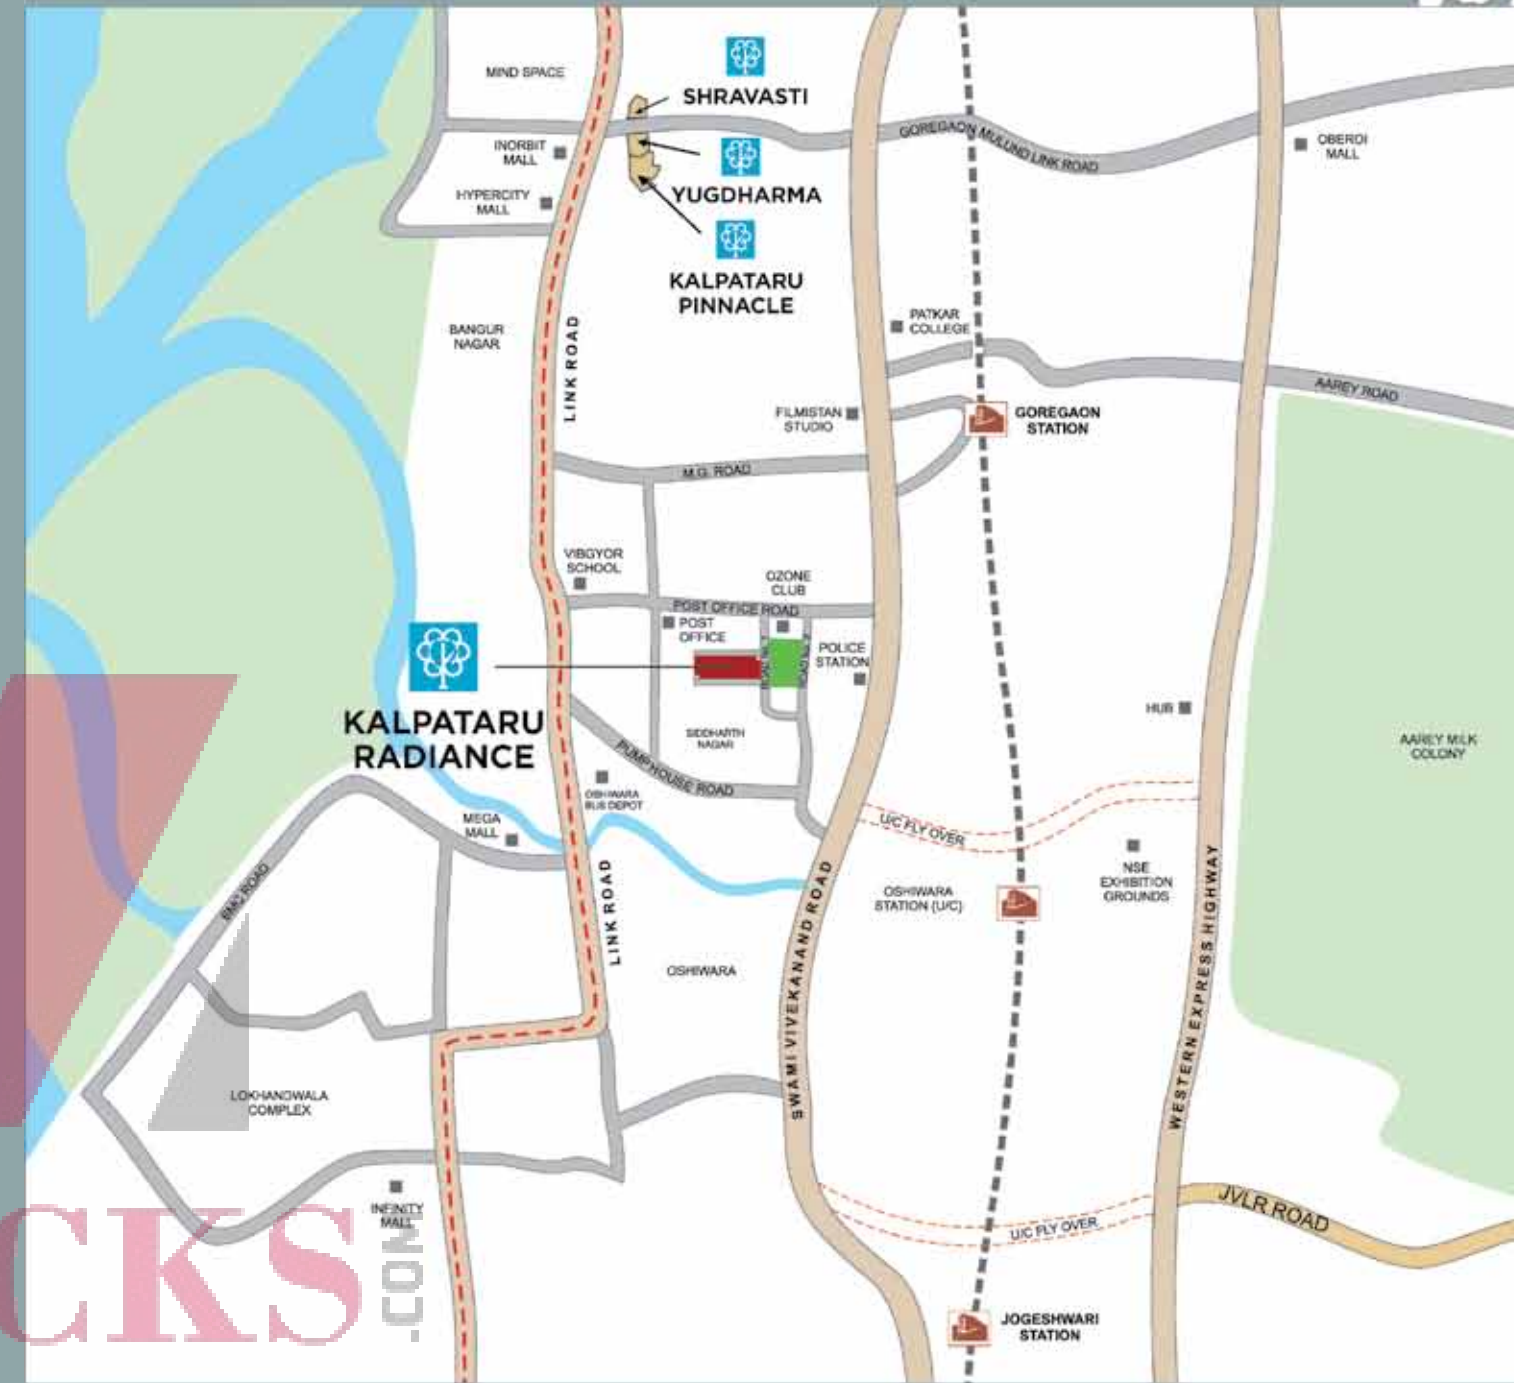 MIND SPACE
SHRAVASTI
GOREGAON MULUND LINK ROAD
INORBIT
MALL
OBEROI
MALL
YUGDHARMA
HYPERCITY
MALL
KALPATARU
PINNACLE
BANGUR
NAGAR
LINK ROAD
PATKAR
COLLEGE
AAREY ROAD
FILMISTAN
STUDIO
GOREGAON
STATION
M.G. ROAD
VIBGYOR
SCHOOL
OZONE
CLUB
POST OFFICE ROAD
POST
OFFICE
POLICE
STATION
KALPATARU
RADIANCE
SIDDHARTH
NAGAR
HUB
AAREY MILK
COLONY
PUMP HOUSE ROAD
OSHIWARA
BUS DEPOT
MEGA
MALL
U/C FLY OVER
NSE
EXHIBITION
GROUNDS
BMC ROAD
LINK ROAD
OSHIWARA
STATION (U/C)
SWAMI VIVEKANAND ROAD
WESTERN EXPRESS HIGHWAY
OSHIWARA
LOKHANDWALA
COMPLEX
INFINITY
MALL
JVLR ROAD
U/C FLY OVER
JOGESHWARI
STATION
CKS
.COM